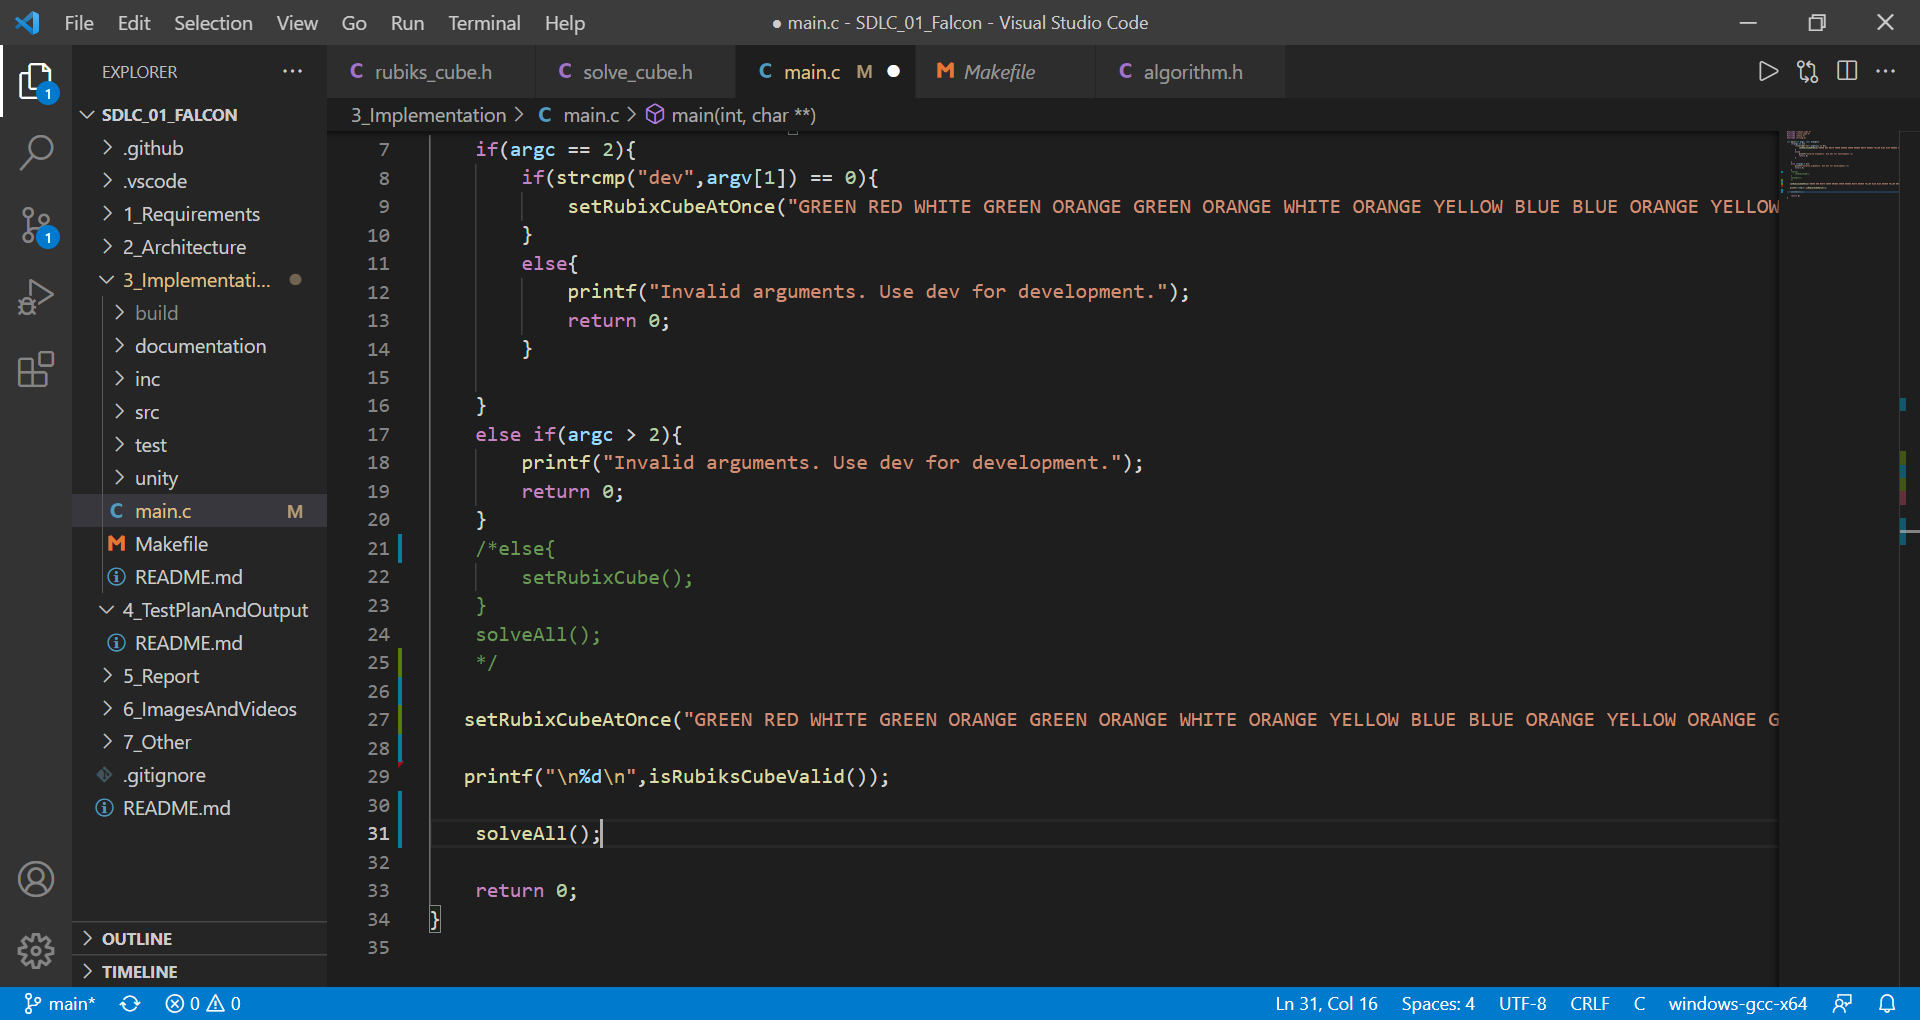 File Edit Selection View Go Run Terminal Help
● main.c - SDLC_01_Falcon - Visual Studio Code
1
1
EXPLORER ...
SDLC_01_FALCON
.github
.vscode
1_Requirements
2_Architecture
3_Implementati...
build
documentation
inc
src
test
unity
C main.c M
M Makefile
README.md
4_TestPlanAndOutput
README.md
5_Report
6_ImagesAndVideos
7_Other
.gitignore
README.md
OUTLINE
TIMELINE
C rubiks_cube.h C solve_cube.h C main.c M ● M Makefile C algorithm.h
3_Implementation > C main.c > main(int, char **)
7 if(argc == 2){
8 if(strcmp("dev",argv[1]) == 0){
9 setRubixCubeAtOnce("GREEN RED WHITE GREEN ORANGE GREEN ORANGE WHITE ORANGE YELLOW BLUE BLUE ORANGE YELLOW
10 }
11 else{
12 printf("Invalid arguments. Use dev for development.");
13 return 0;
14 }
15
16 }
17 else if(argc > 2){
18 printf("Invalid arguments. Use dev for development.");
19 return 0;
20 }
21 /*else{
22 setRubixCube();
23 }
24 solveAll();
25 */
26
27 setRubixCubeAtOnce("GREEN RED WHITE GREEN ORANGE GREEN ORANGE WHITE ORANGE YELLOW BLUE BLUE ORANGE YELLOW ORANGE G
28
29 printf("\n%d\n",isRubiksCubeValid());
30
31 solveAll();
32
33 return 0;
34 }
35
main* 0 0 Ln 31, Col 16 Spaces: 4 UTF-8 CRLF C windows-gcc-x64